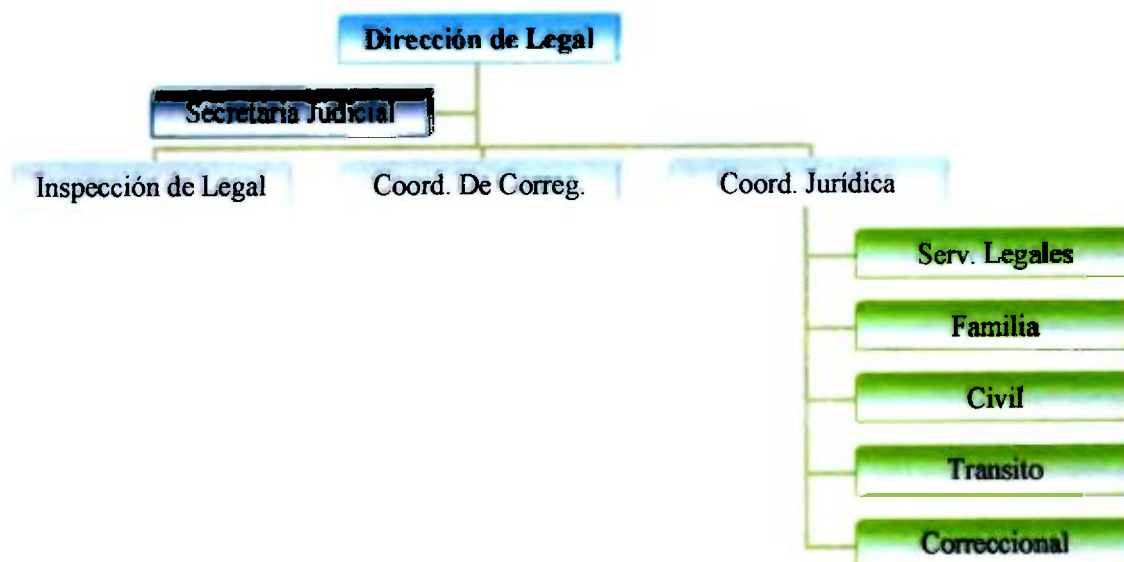 Dirección de Legal
Secretaria Judicial
Inspección de Legal
Coord. De Correg.
Coord. Jurídica
Serv. Legales
Familia
Civil
Transito
Correccional